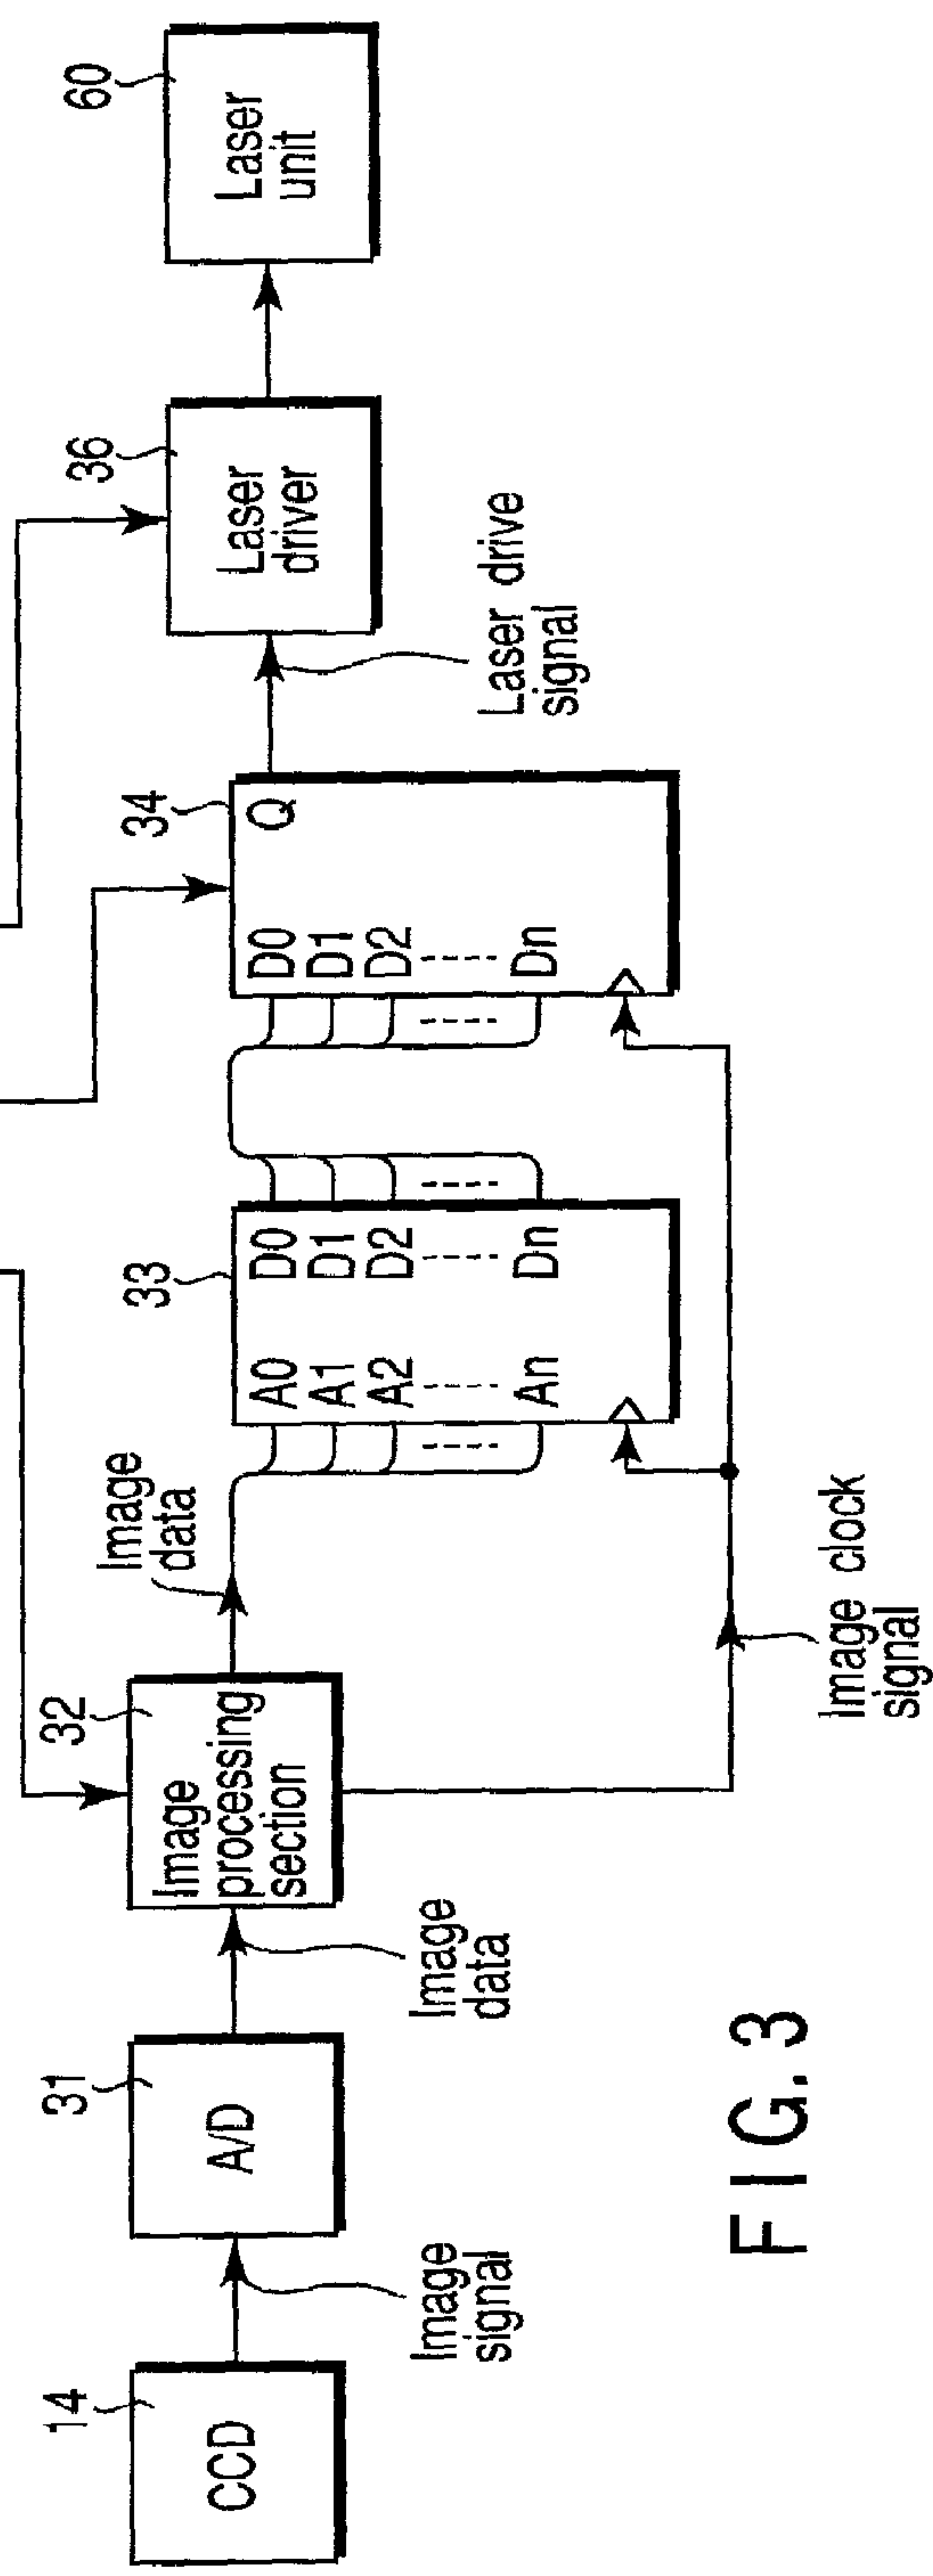 14
CCD
Image
signal
31
A/D
Image
data
32
Image
processing
section
Image
data
Image clock
signal
33
A0
A1
A2
-----
An
D0
D1
D2
-----
Dn
-----
-----
34
D0
D1
D2
-----
Dn
-----
Q
Laser drive
signal
36
Laser
driver
60
Laser
unit
FIG. 3